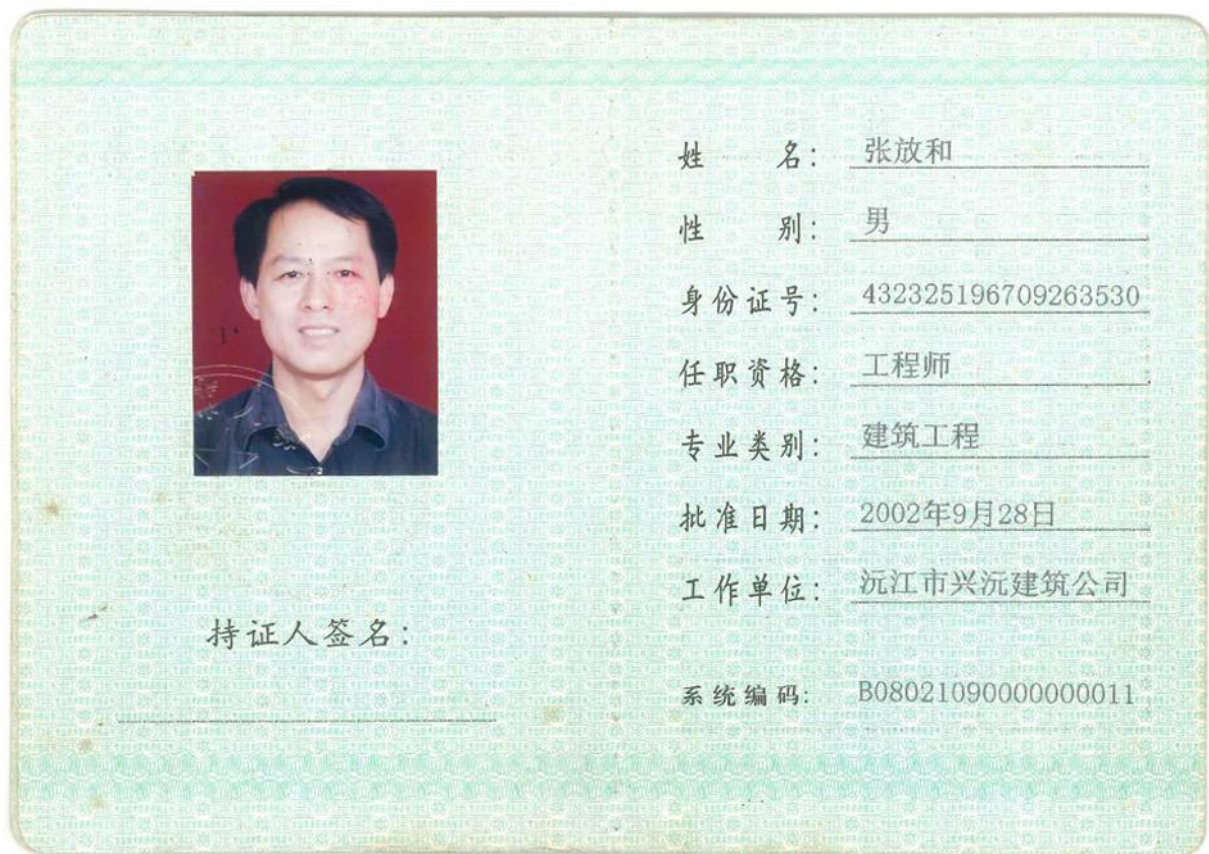 持证人签名:
姓 名: 张放和
性 别: 男
身份证号: 432325196709263530
任职资格: 工程师
专业类别: 建筑工程
批准日期: 2002年9月28日
工作单位: 沅江市兴沅建筑公司
系统编码: B08021090000000011